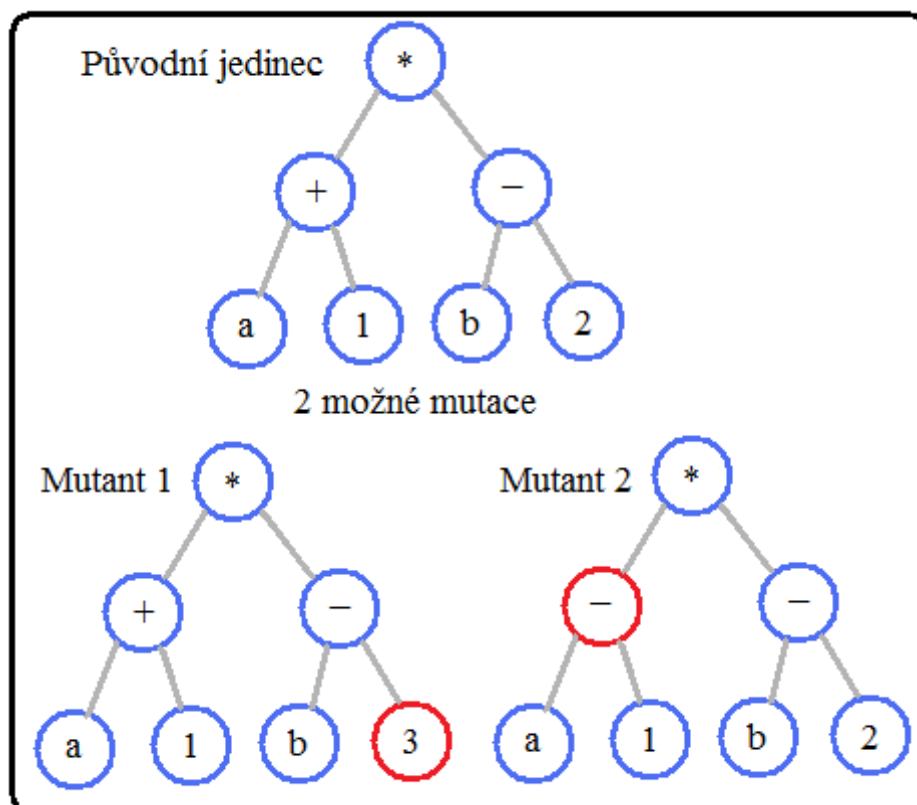 Původní jedinec
*
+ −
a 1 b 2
2 možné mutace
Mutant 1
*
+ −
a 1 b 3
Mutant 2
*
− −
a 1 b 2